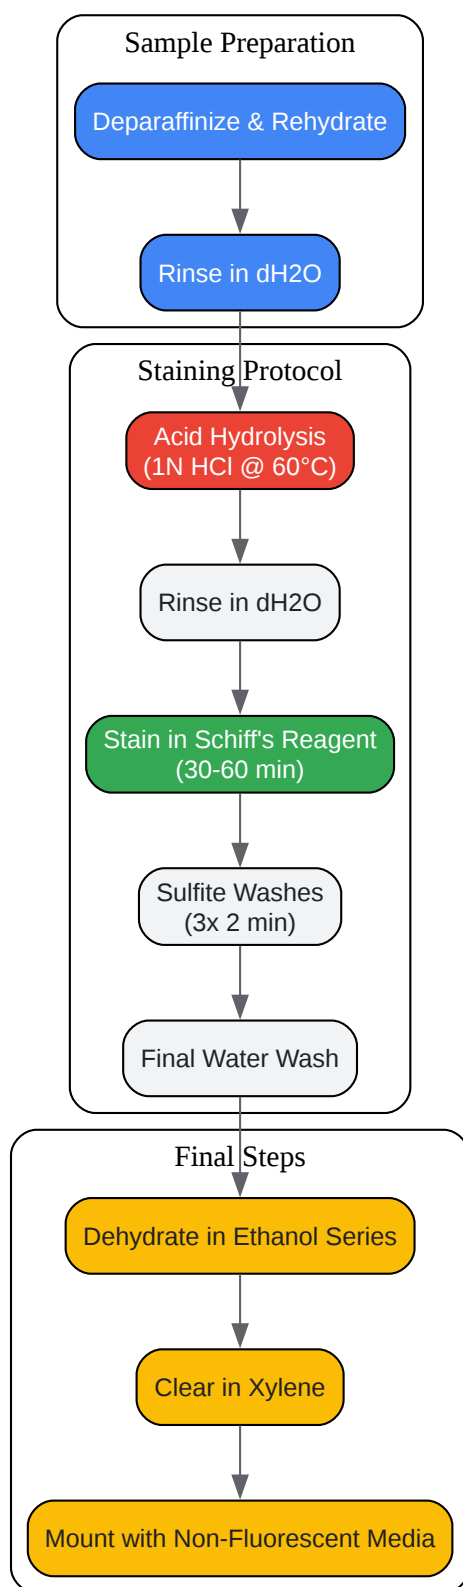 Sample Preparation
Deparaffinize & Rehydrate
Rinse in dH2O
Staining Protocol
Acid Hydrolysis
(1N HCl @ 60°C)
Rinse in dH2O
Stain in Schiff's Reagent
(30-60 min)
Sulfite Washes
(3x 2 min)
Final Water Wash
Final Steps
Dehydrate in Ethanol Series
Clear in Xylene
Mount with Non-Fluorescent Media